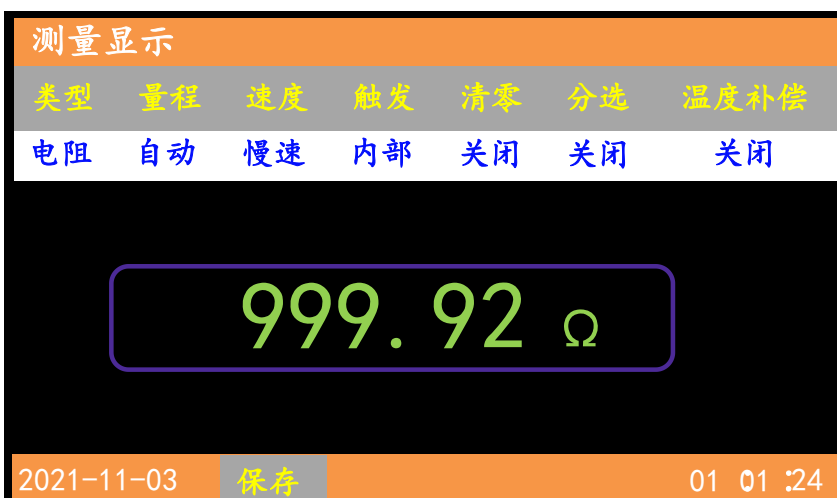 测量显示
类型 量程 速度 触发 清零 分选 温度补偿
电阻 自动 慢速 内部 关闭 关闭 关闭
999.92 Ω
2021-11-03 保存 01:01:24